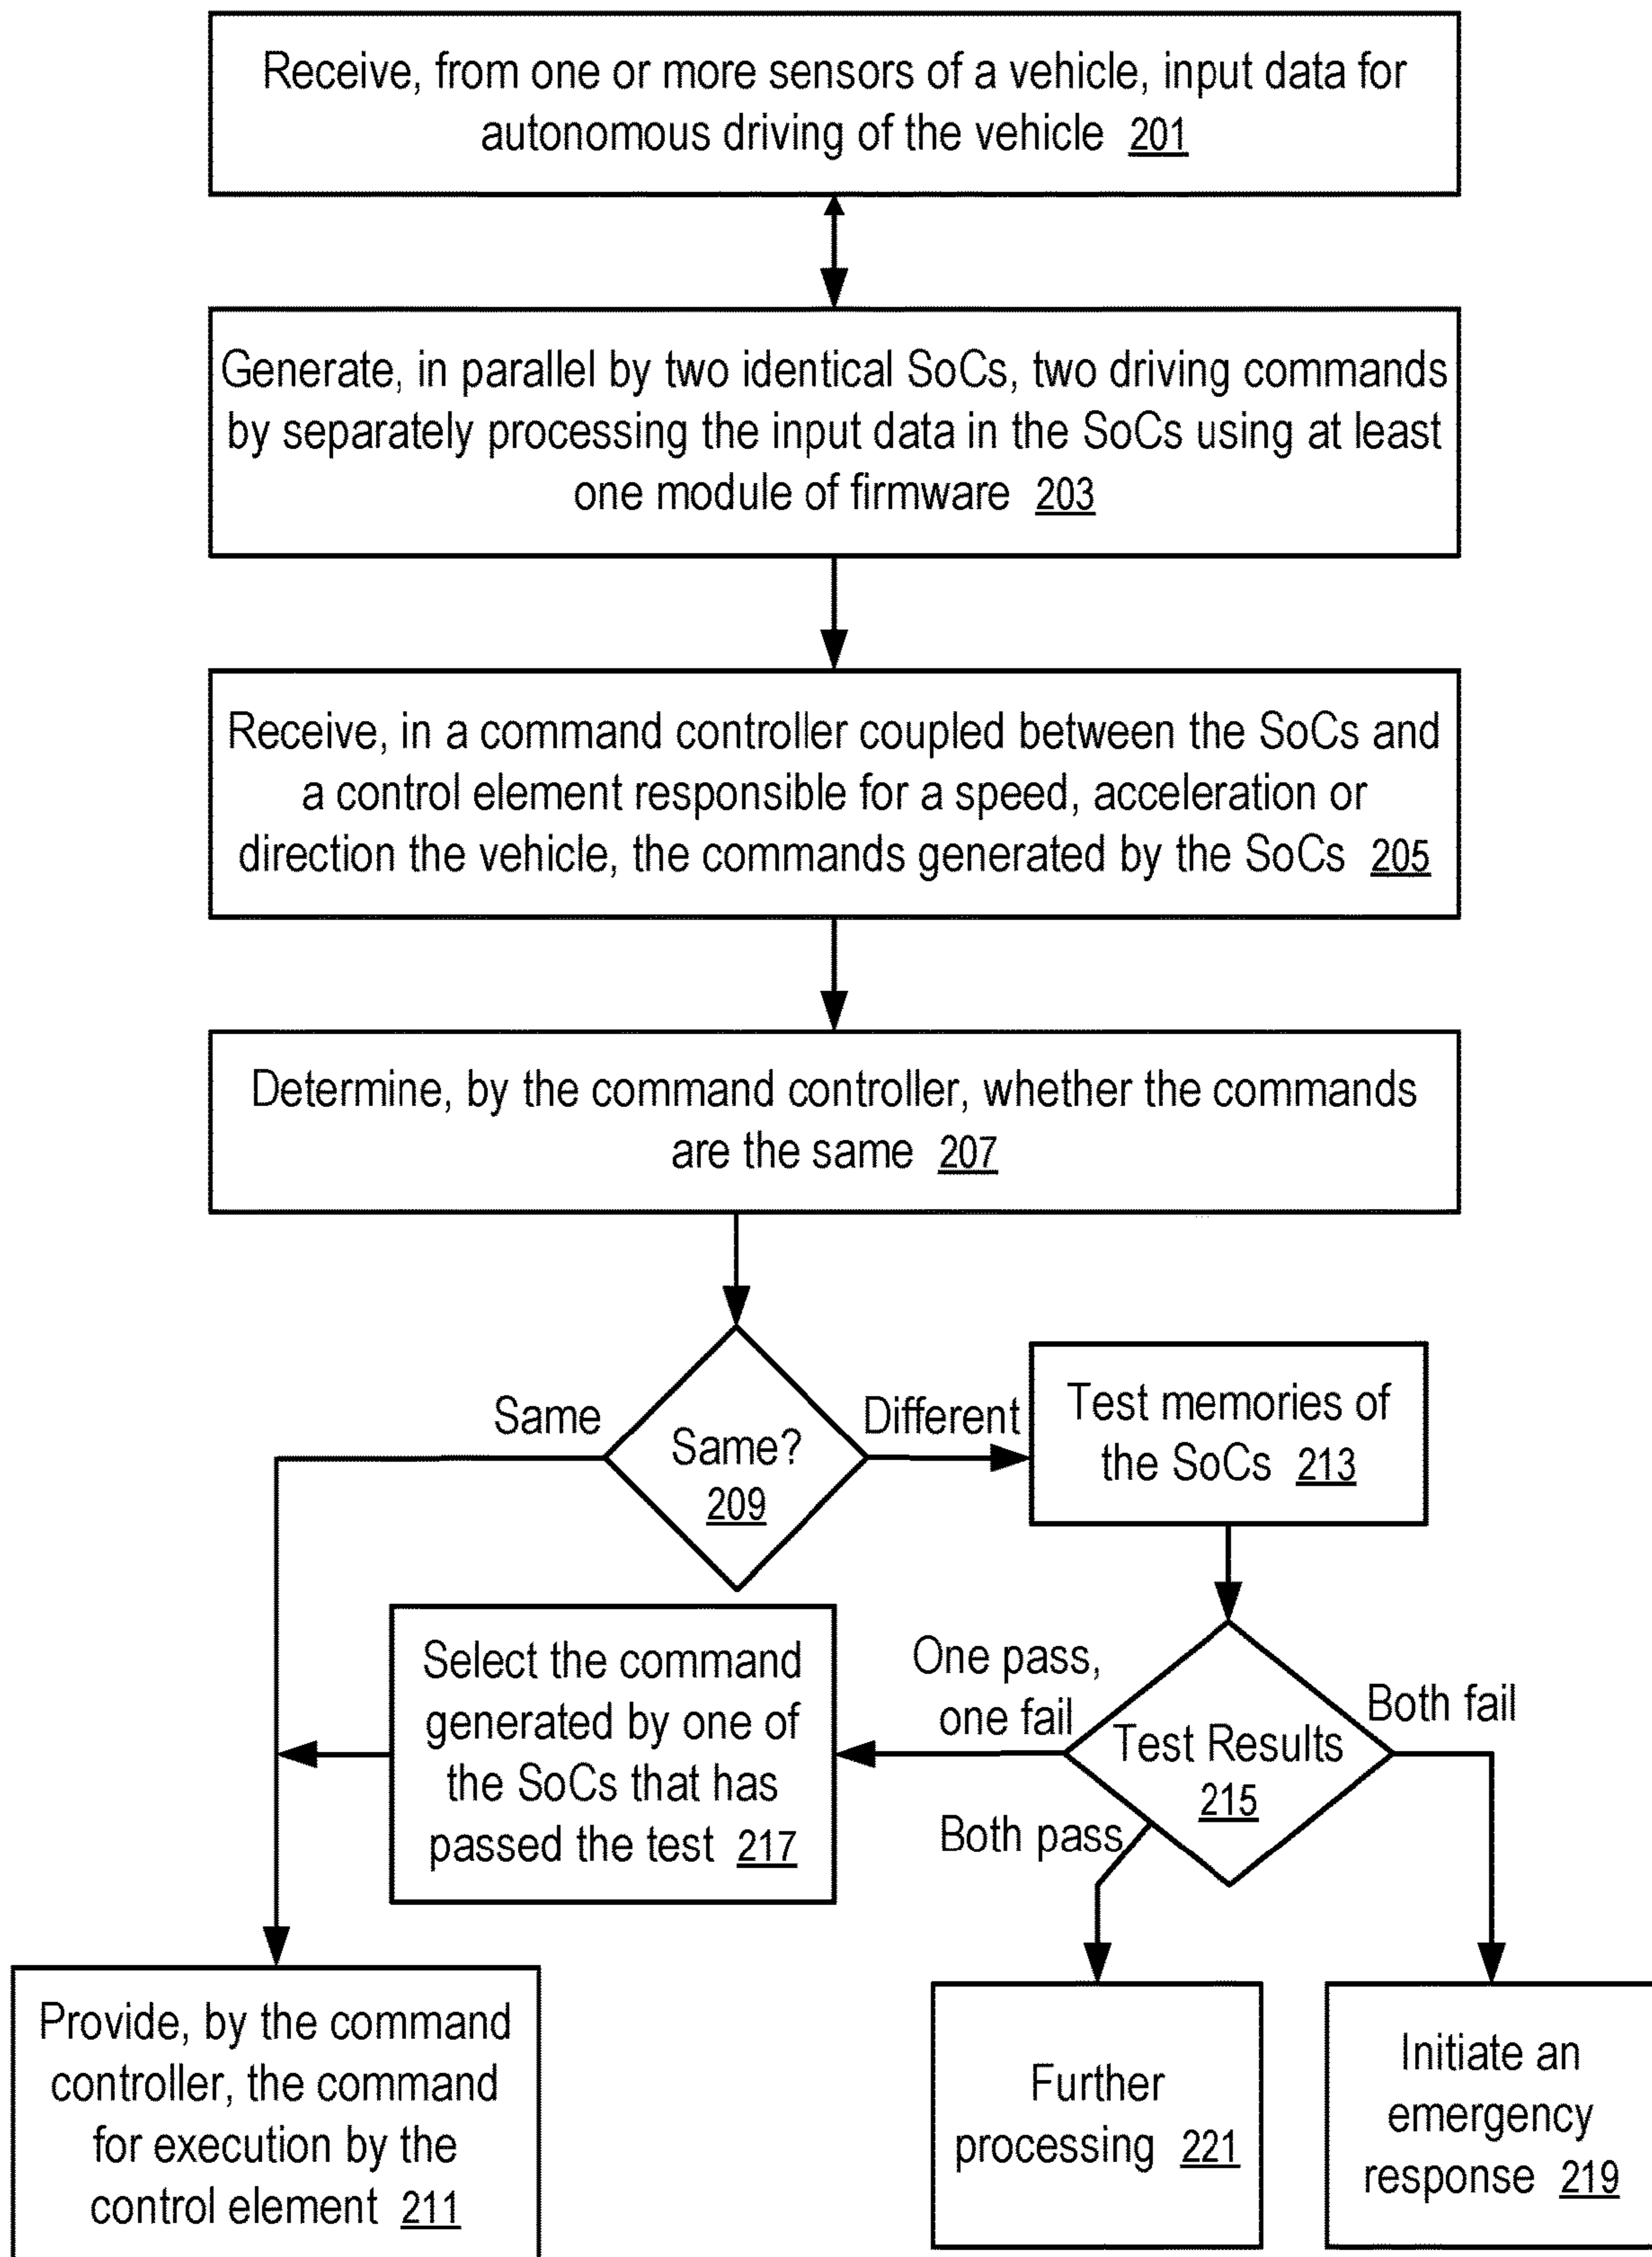 Receive, from one or more sensors of a vehicle, input data for
autonomous driving of the vehicle 201
Generate, in parallel by two identical SoCs, two driving commands
by separately processing the input data in the SoCs using at least
one module of firmware 203
Receive, in a command controller coupled between the SoCs and
a control element responsible for a speed, acceleration or
direction the vehicle, the commands generated by the SoCs 205
Determine, by the command controller, whether the commands
are the same 207
Same
Same?
209
Different
Test memories of
the SoCs 213
Select the command
generated by one of
the SoCs that has
passed the test 217
One pass,
one fail
Test Results
215
Both fail
Both pass
Provide, by the command
controller, the command
for execution by the
control element 211
Further
processing 221
Initiate an
emergency
response 219